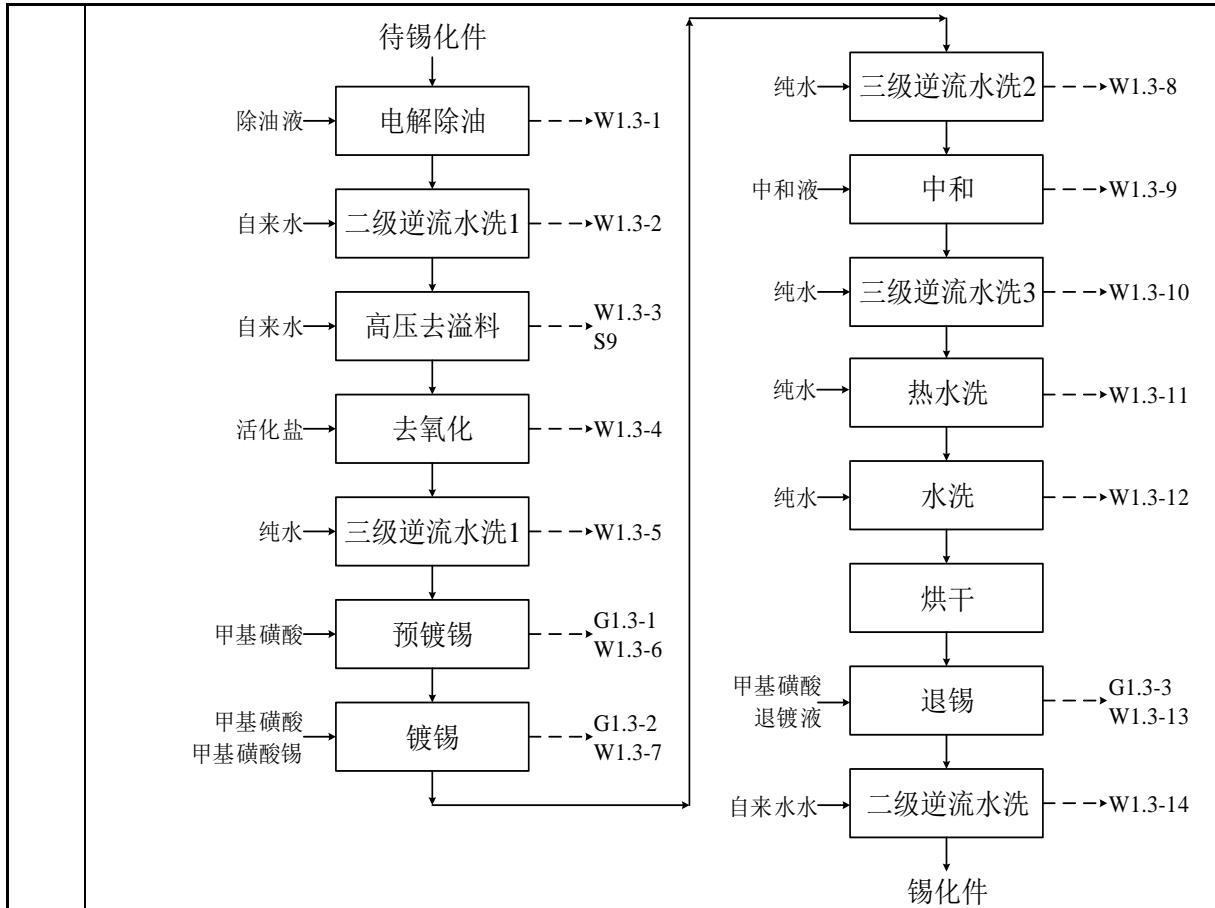 待锡化件
除油液
电解除油
W1.3-1
自来水
二级逆流水洗1
W1.3-2
自来水
高压去溢料
W1.3-3
S9
活化盐
去氧化
W1.3-4
纯水
三级逆流水洗1
W1.3-5
甲基磺酸
预镀锡
G1.3-1
W1.3-6
甲基磺酸
甲基磺酸锡
镀锡
G1.3-2
W1.3-7
纯水
三级逆流水洗2
W1.3-8
中和液
中和
W1.3-9
纯水
三级逆流水洗3
W1.3-10
纯水
热水洗
W1.3-11
纯水
水洗
W1.3-12
烘干
甲基磺酸
退镀液
退锡
G1.3-3
W1.3-13
自来水水
二级逆流水洗
W1.3-14
锡化件